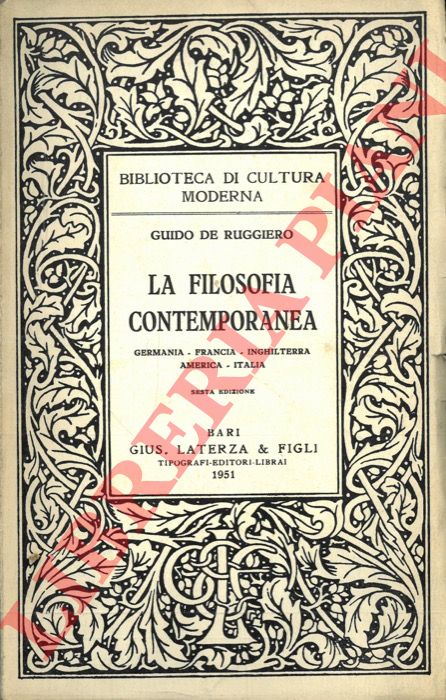 BIBLIOTECA DI CULTURA
MODERNA
GUIDO DE RUGGIERO
LA FILOSOFIA
CONTEMPORANEA
GERMANIA - FRANCIA - INGHILTERRA
AMERICA - ITALIA
SESTA EDIZIONE
BARI
GIUS. LATERZA & FIGLI
TIPOGRAFI-EDITORI-LIBRAI
1951
LIBRERIA PIANI